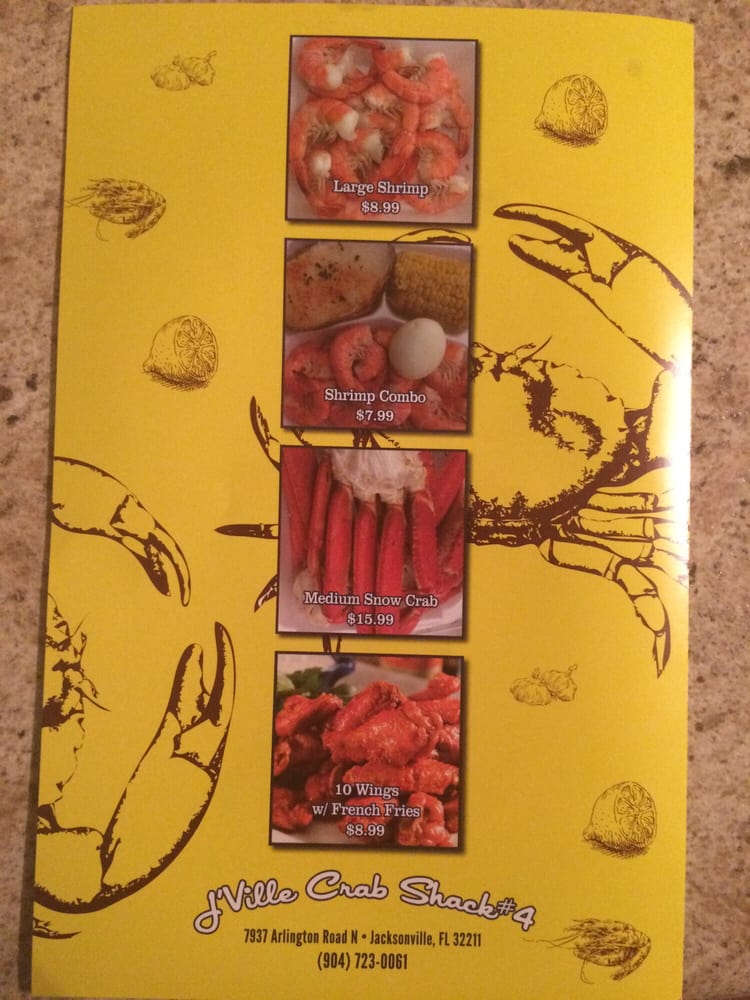 Large Shrimp
$8.99
Shrimp Combo
$7.99
Medium Snow Crab
$15.99
10 Wings
w/ French Fries
$8.99
J'Ville Crab Shack #4
7937 Arlington Road N • Jacksonville, FL 32211
(904) 723-0061